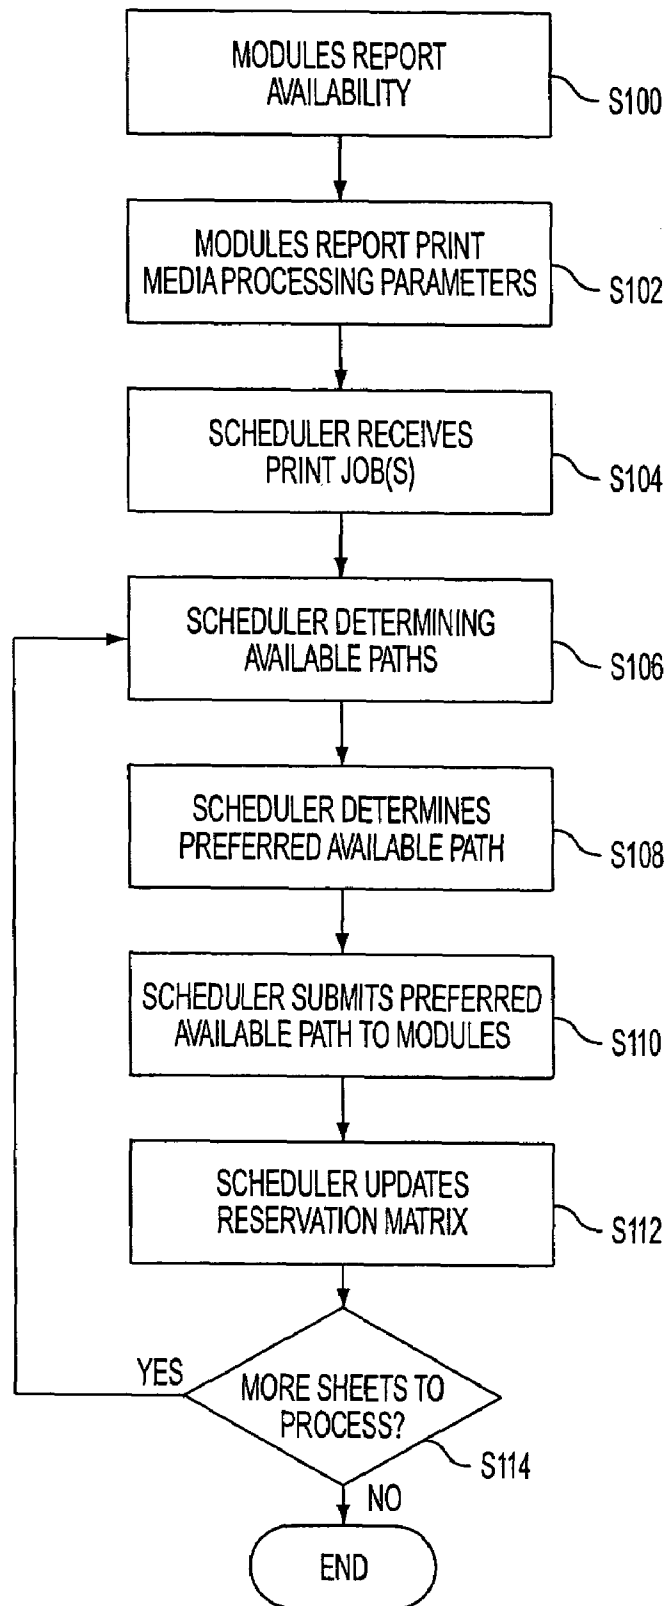 MODULES REPORT
AVAILABILITY
S100
MODULES REPORT PRINT
MEDIA PROCESSING PARAMETERS
S102
SCHEDULER RECEIVES
PRINT JOB(S)
S104
SCHEDULER DETERMINING
AVAILABLE PATHS
S106
SCHEDULER DETERMINES
PREFERRED AVAILABLE PATH
S108
SCHEDULER SUBMITS PREFERRED
AVAILABLE PATH TO MODULES
S110
SCHEDULER UPDATES
RESERVATION MATRIX
S112
YES
MORE SHEETS TO
PROCESS?
S114
NO
END